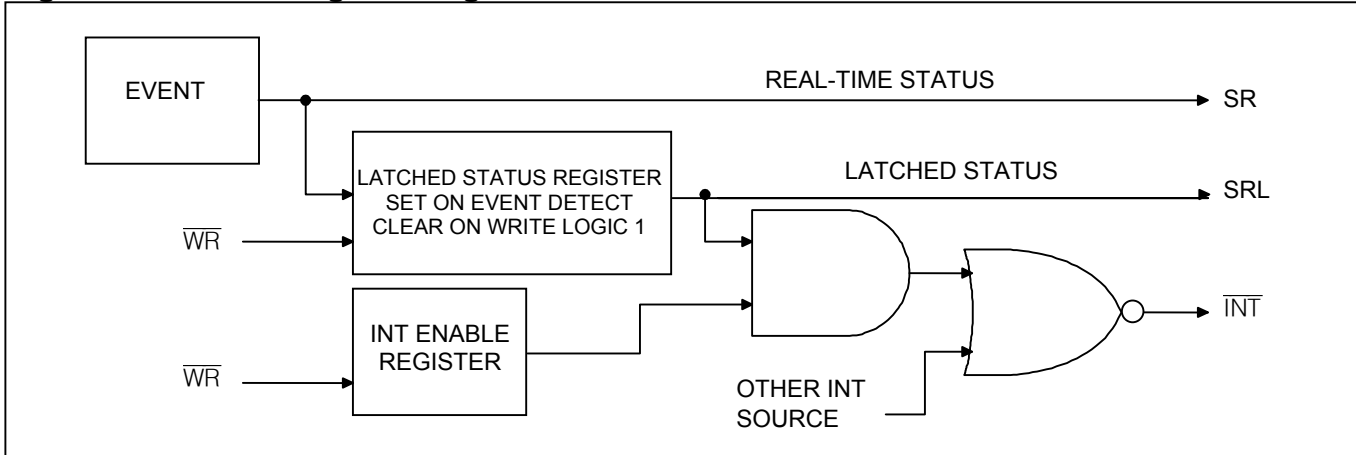 EVENT
REAL-TIME STATUS
SR
LATCHED STATUS REGISTER
SET ON EVENT DETECT
CLEAR ON WRITE LOGIC 1
LATCHED STATUS
SRL
WR
INT ENABLE
REGISTER
WR
OTHER INT
SOURCE
INT